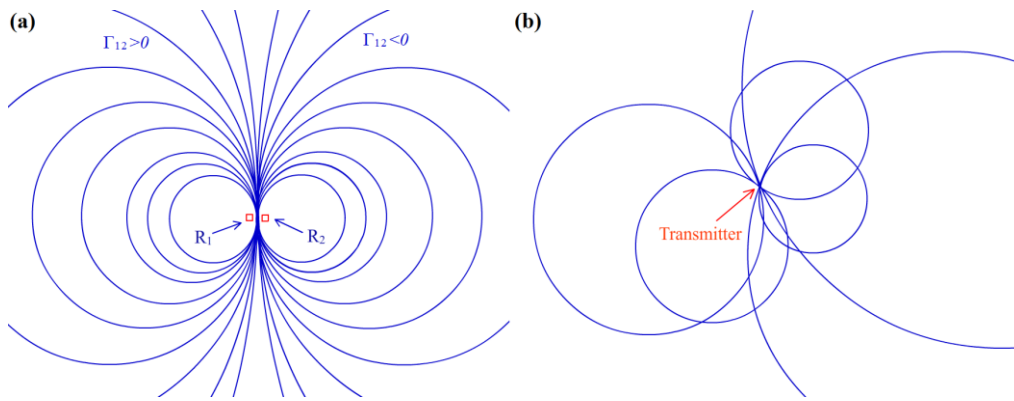 (a)
Γ₁₂>0
Γ₁₂<0
R₁
R₂
(b)
Transmitter